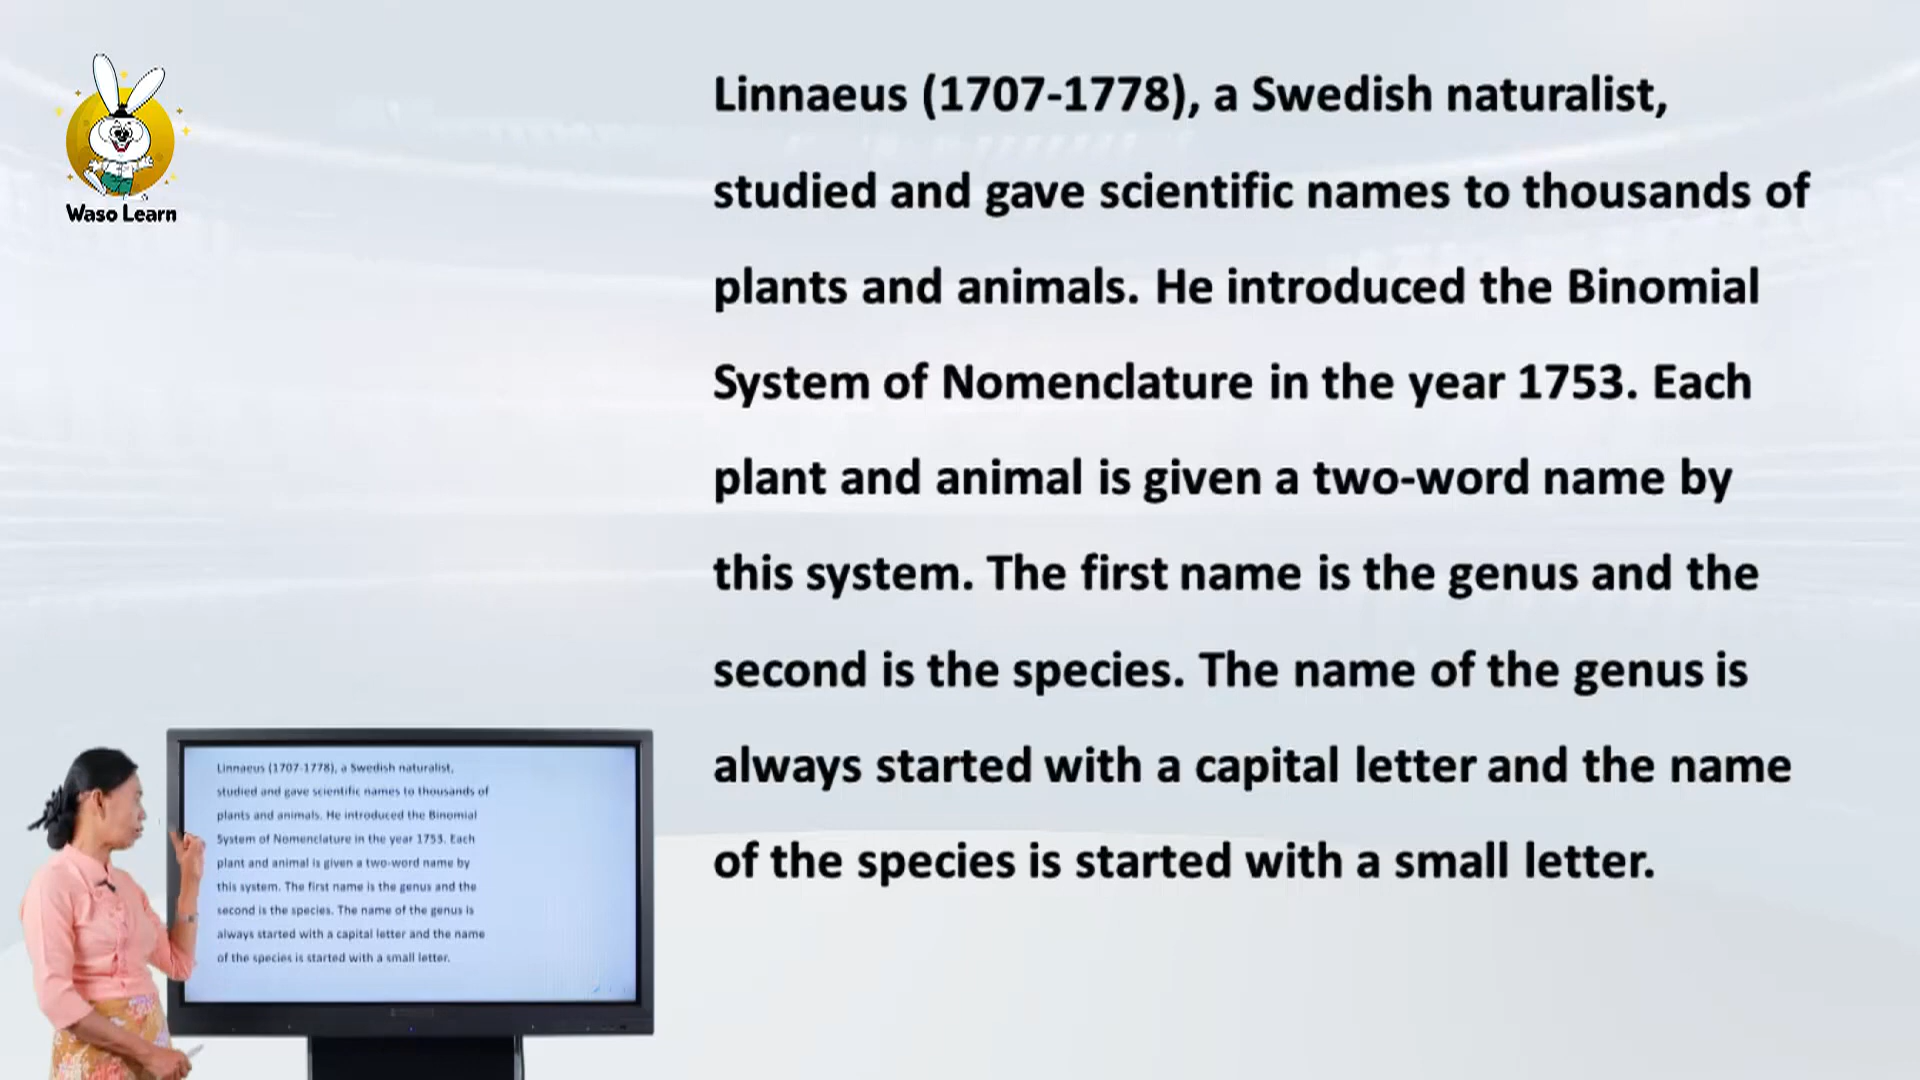 Waso Learn
Linnaeus (1707-1778), a Swedish naturalist,
studied and gave scientific names to thousands of
plants and animals. He introduced the Binomial
System of Nomenclature in the year 1753. Each
plant and animal is given a two-word name by
this system. The first name is the genus and the
second is the species. The name of the genus is
always started with a capital letter and the name
of the species is started with a small letter.
Linnaeus (1707-1778), a Swedish naturalist,
studied and gave scientific names to thousands of
plants and animals. He introduced the Binomial
System of Nomenclature in the year 1753. Each
plant and animal is given a two-word name by
this system. The first name is the genus and the
second is the species. The name of the genus is
always started with a capital letter and the name
of the species is started with a small letter.